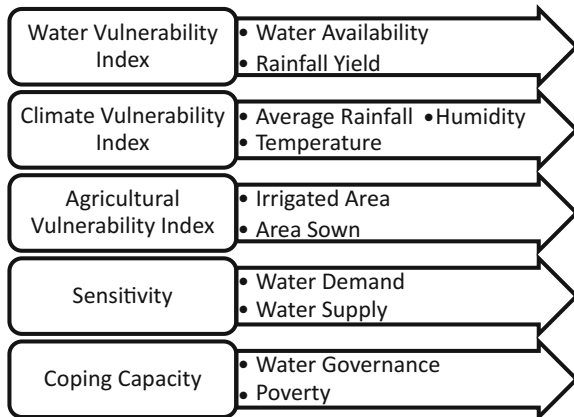 Water Vulnerability
Index
• Water Availability
• Rainfall Yield
Climate Vulnerability
Index
• Average Rainfall •Humidity
• Temperature
Agricultural
Vulnerability Index
• Irrigated Area
• Area Sown
Sensitivity
• Water Demand
• Water Supply
Coping Capacity
• Water Governance
• Poverty